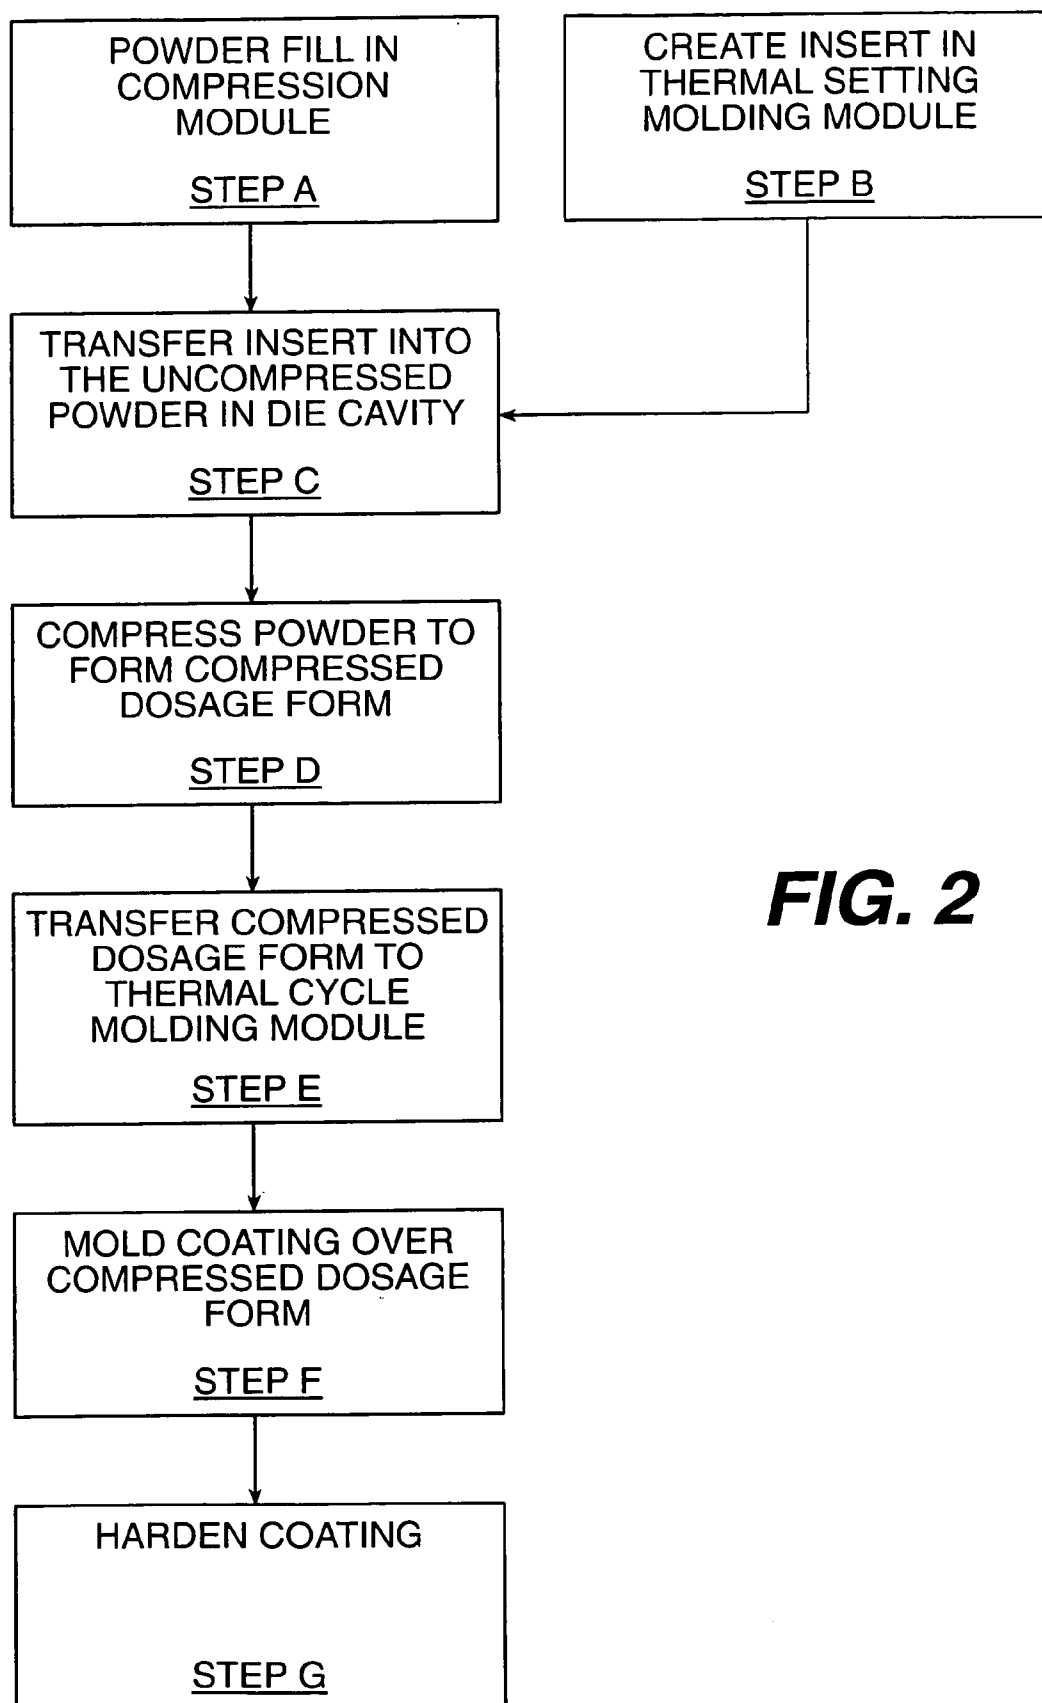 POWDER FILL IN
COMPRESSION
MODULE
STEP A
CREATE INSERT IN
THERMAL SETTING
MOLDING MODULE
STEP B
TRANSFER INSERT INTO
THE UNCOMPRESSED
POWDER IN DIE CAVITY
STEP C
COMPRESS POWDER TO
FORM COMPRESSED
DOSAGE FORM
STEP D
TRANSFER COMPRESSED
DOSAGE FORM TO
THERMAL CYCLE
MOLDING MODULE
STEP E
MOLD COATING OVER
COMPRESSED DOSAGE
FORM
STEP F
HARDEN COATING
STEP G
FIG. 2